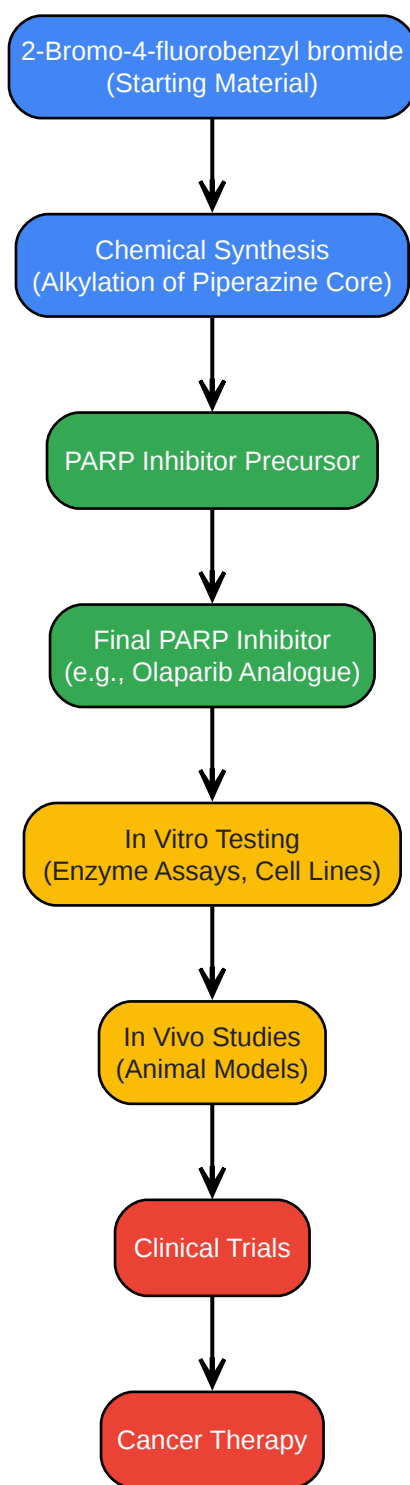 2-Bromo-4-fluorobenzyl bromide
(Starting Material)
Chemical Synthesis
(Alkylation of Piperazine Core)
PARP Inhibitor Precursor
Final PARP Inhibitor
(e.g., Olaparib Analogue)
In Vitro Testing
(Enzyme Assays, Cell Lines)
In Vivo Studies
(Animal Models)
Clinical Trials
Cancer Therapy